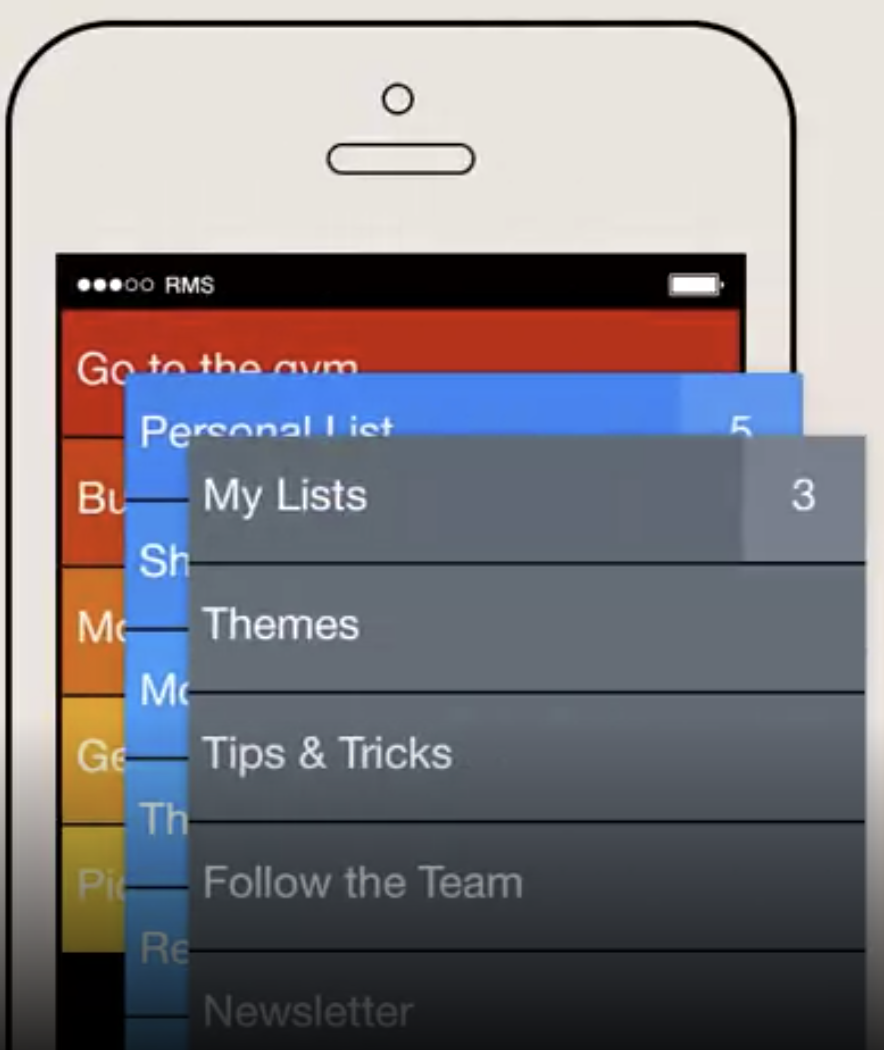 RMS
Go to the gym
Personal List 5
Bu
My Lists 3
Sh
Themes
Mo
Mo
Tips & Tricks
Ge
Th
Follow the Team
Pic
Re
Newsletter